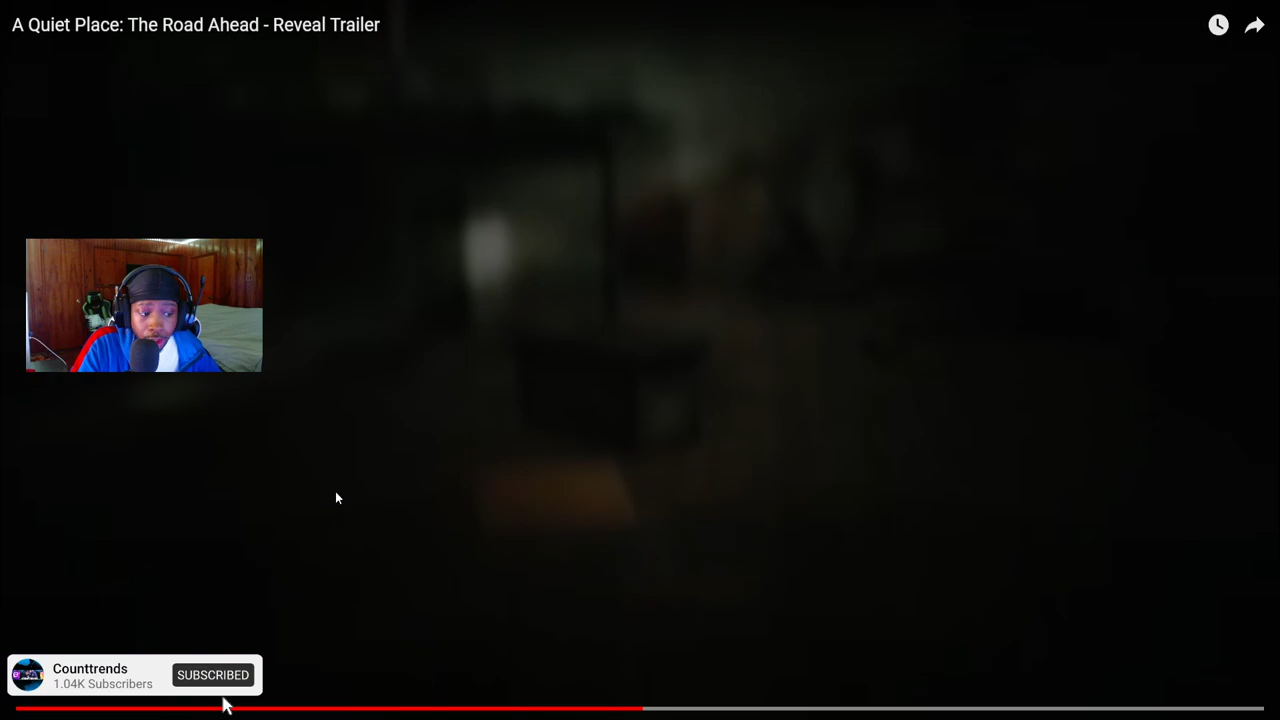 A Quiet Place: The Road Ahead - Reveal Trailer
Counttrends
1.04K Subscribers
SUBSCRIBED